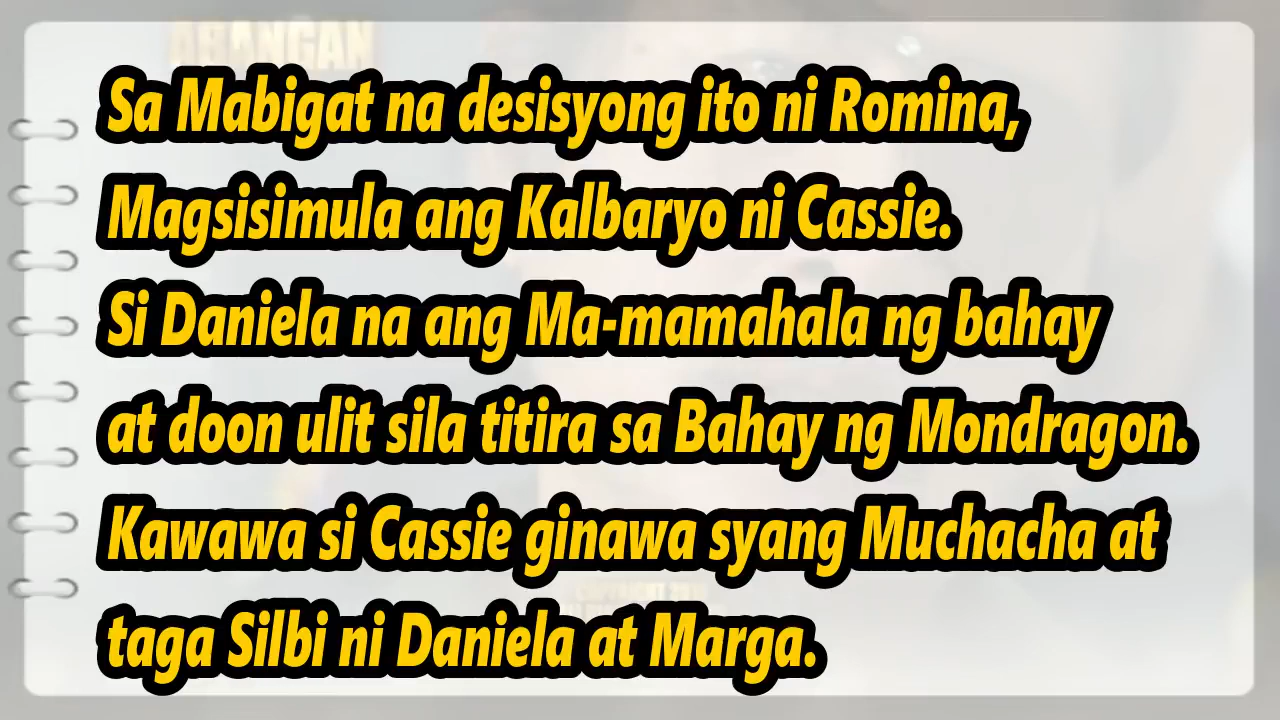 ABANGAN
Sa Mabigat na desisyong ito ni Romina,
Magsisimula ang Kalbaryo ni Cassie.
Si Daniela na ang Ma-mamahala ng bahay
at doon ulit sila titira sa Bahay ng Mondragon.
Kawawa si Cassie ginawa syang Muchacha at
taga Silbi ni Daniela at Marga.